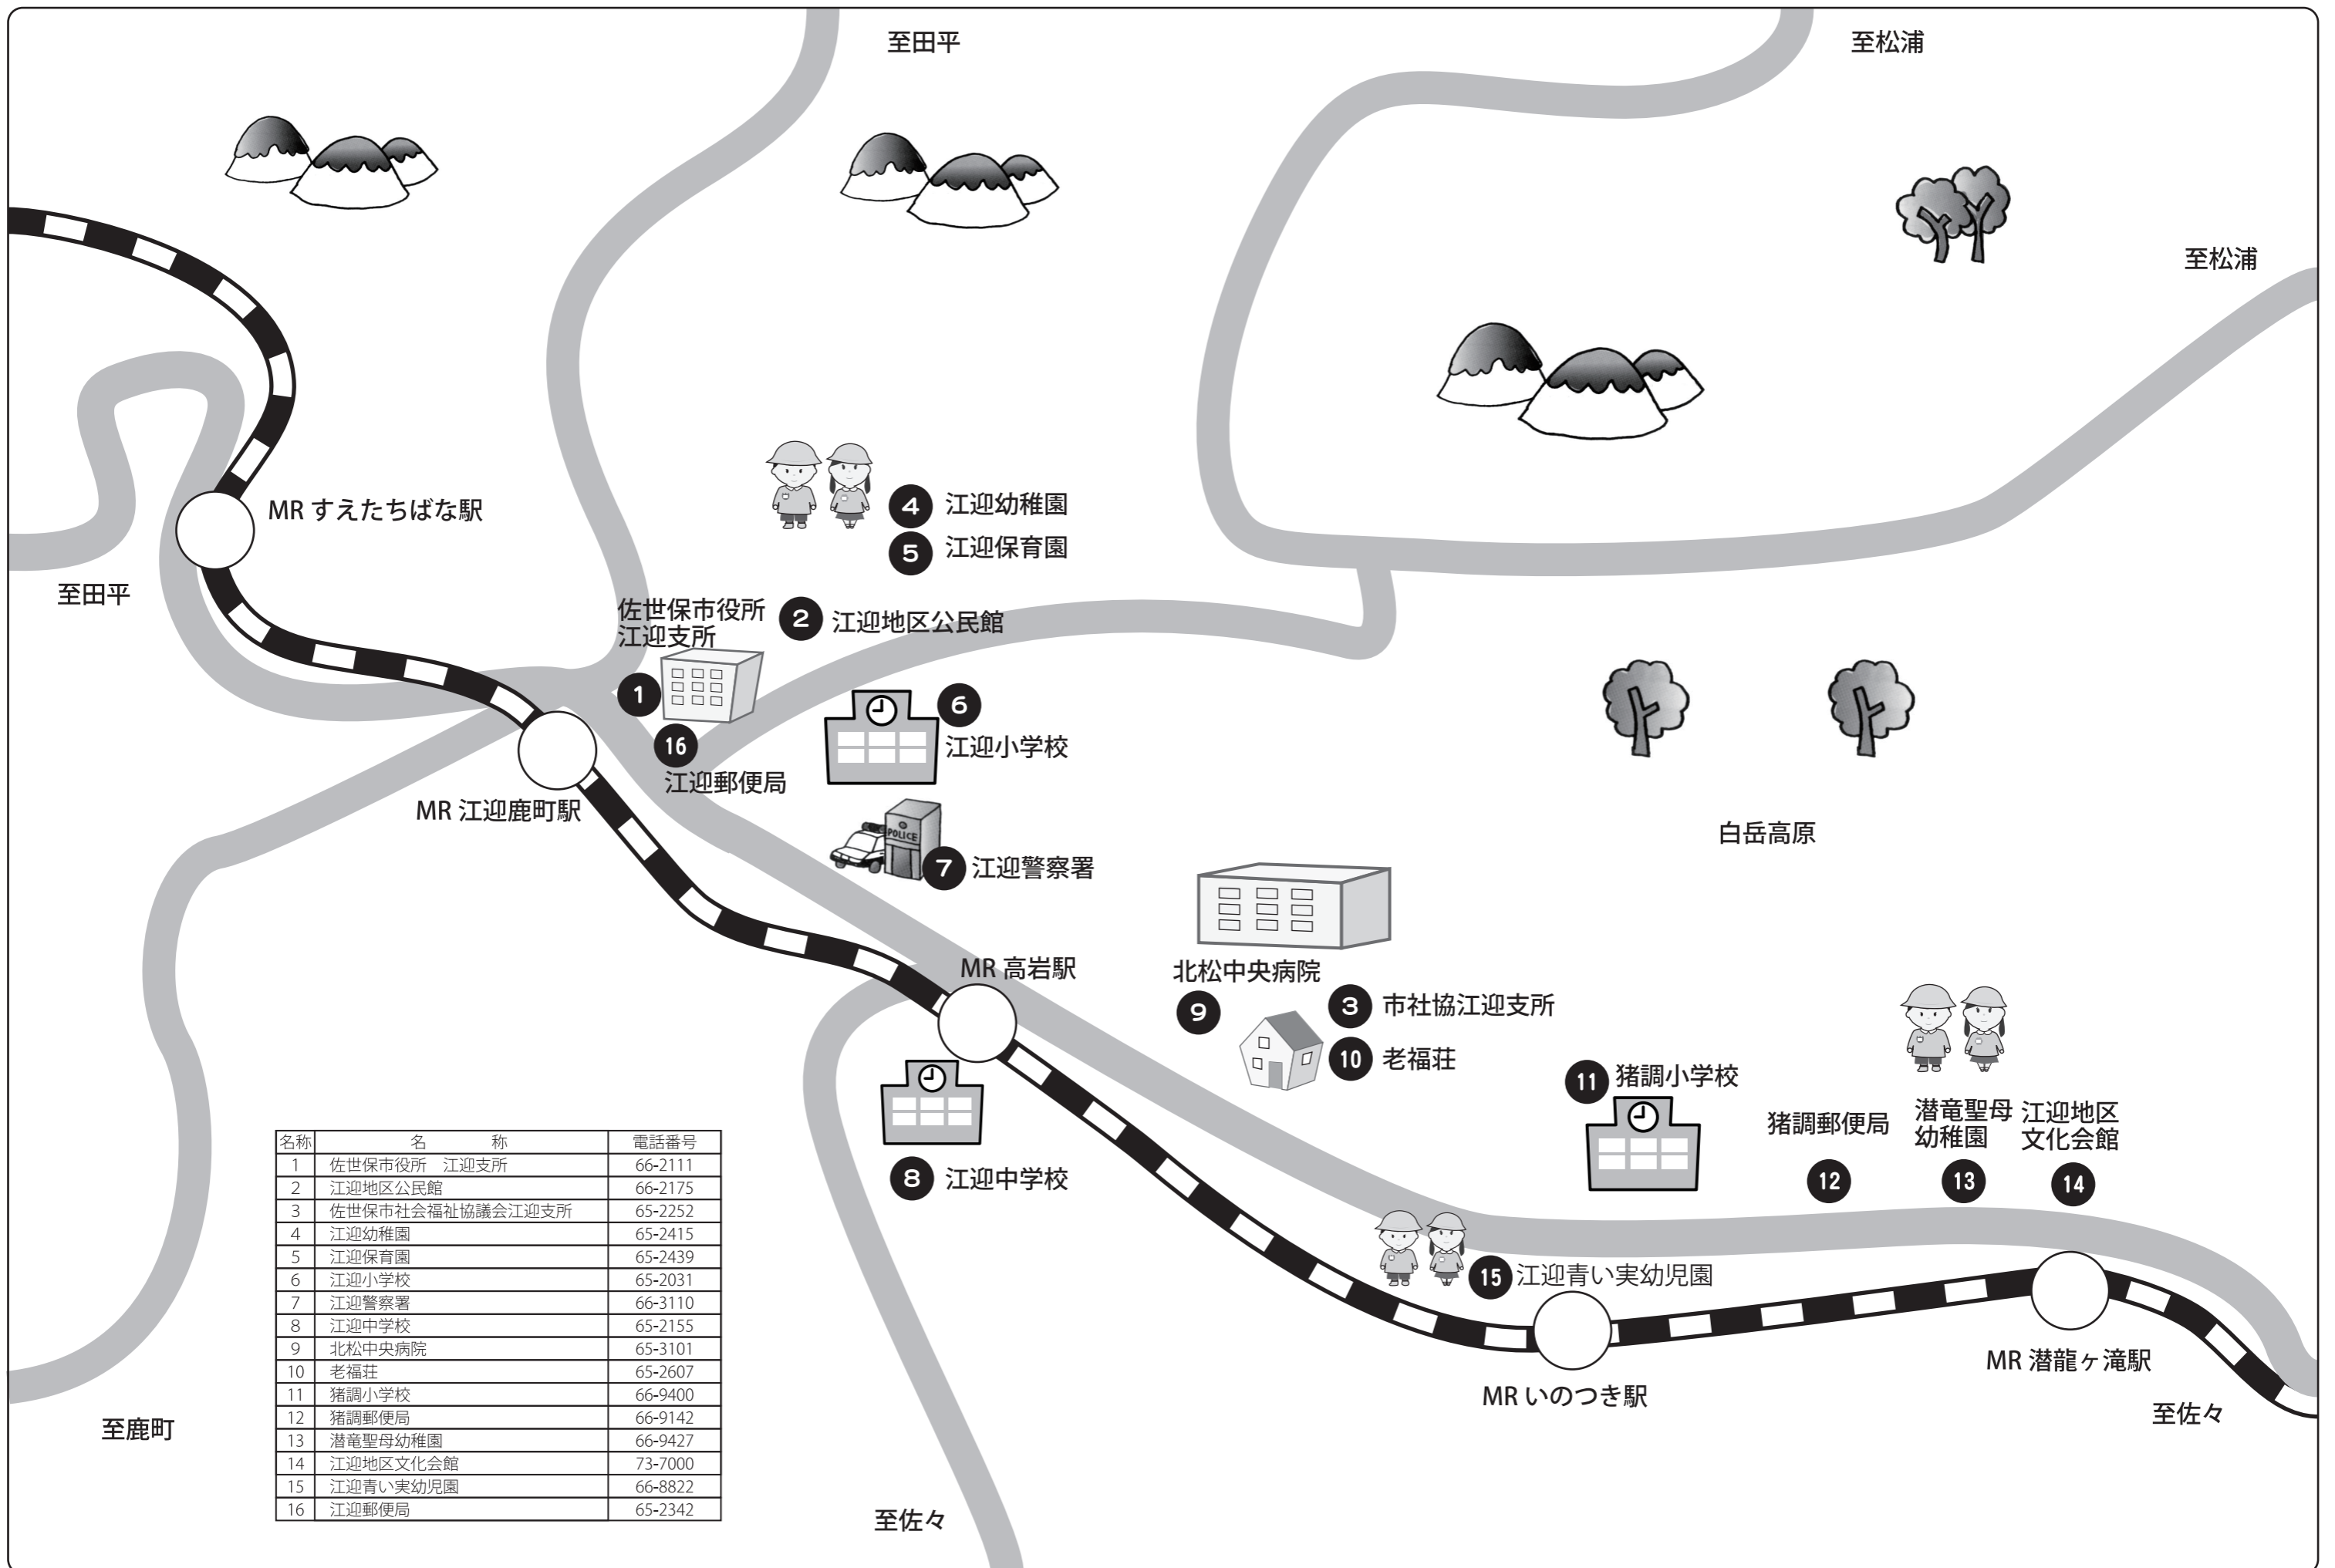 至田平
至松浦
至松浦
MR すえたちばな駅
至田平
4 江迎幼稚園
5 江迎保育園
佐世保市役所
江迎支所
2 江迎地区公民館
1
16
江迎郵便局
6
江迎小学校
MR 江迎鹿町駅
POLICE
7 江迎警察署
白岳高原
MR 高岩駅
北松中央病院
9
3 市社協江迎支所
10 老福荘
8 江迎中学校
11 猪調小学校
猪調郵便局
12
潜竜聖母
幼稚園
13
江迎地区
文化会館
14
15 江迎青い実幼児園
MR いのつき駅
MR 潜龍ヶ滝駅
至佐々
至鹿町
至佐々
名称 名 称 電話番号
1 佐世保市役所 江迎支所 66-2111
2 江迎地区公民館 66-2175
3 佐世保市社会福祉協議会江迎支所 65-2252
4 江迎幼稚園 65-2415
5 江迎保育園 65-2439
6 江迎小学校 65-2031
7 江迎警察署 66-3110
8 江迎中学校 65-2155
9 北松中央病院 65-3101
10 老福荘 65-2607
11 猪調小学校 66-9400
12 猪調郵便局 66-9142
13 潜竜聖母幼稚園 66-9427
14 江迎地区文化会館 73-7000
15 江迎青い実幼児園 66-8822
16 江迎郵便局 65-2342